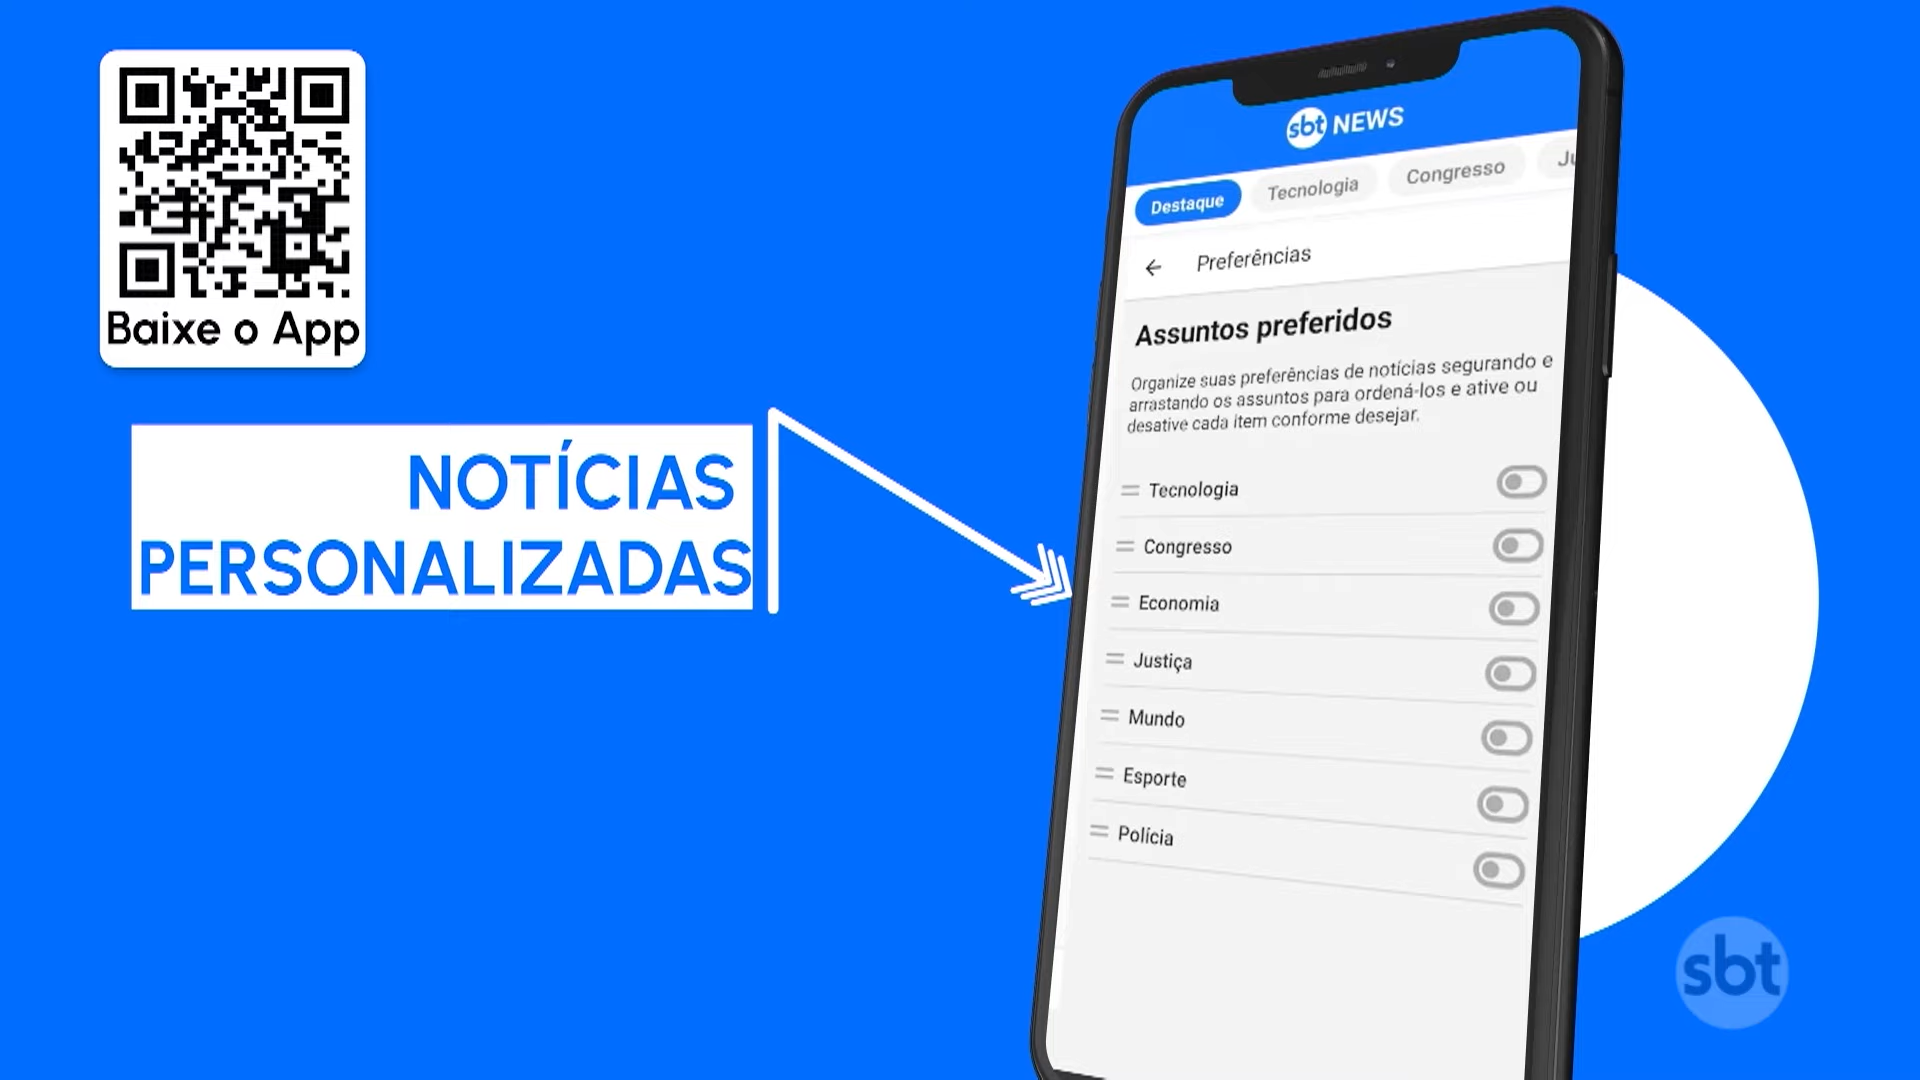 Baixe o App
NOTÍCIAS
PERSONALIZADAS
sbt NEWS
Destaque
Tecnologia
Congresso
Preferências
Assuntos preferidos
Organize suas preferências de notícias segurando e
arrastando os assuntos para ordená-los e ative ou
desative cada item conforme desejar.
Tecnologia
Congresso
Economia
Justiça
Mundo
Esporte
Polícia
sbt